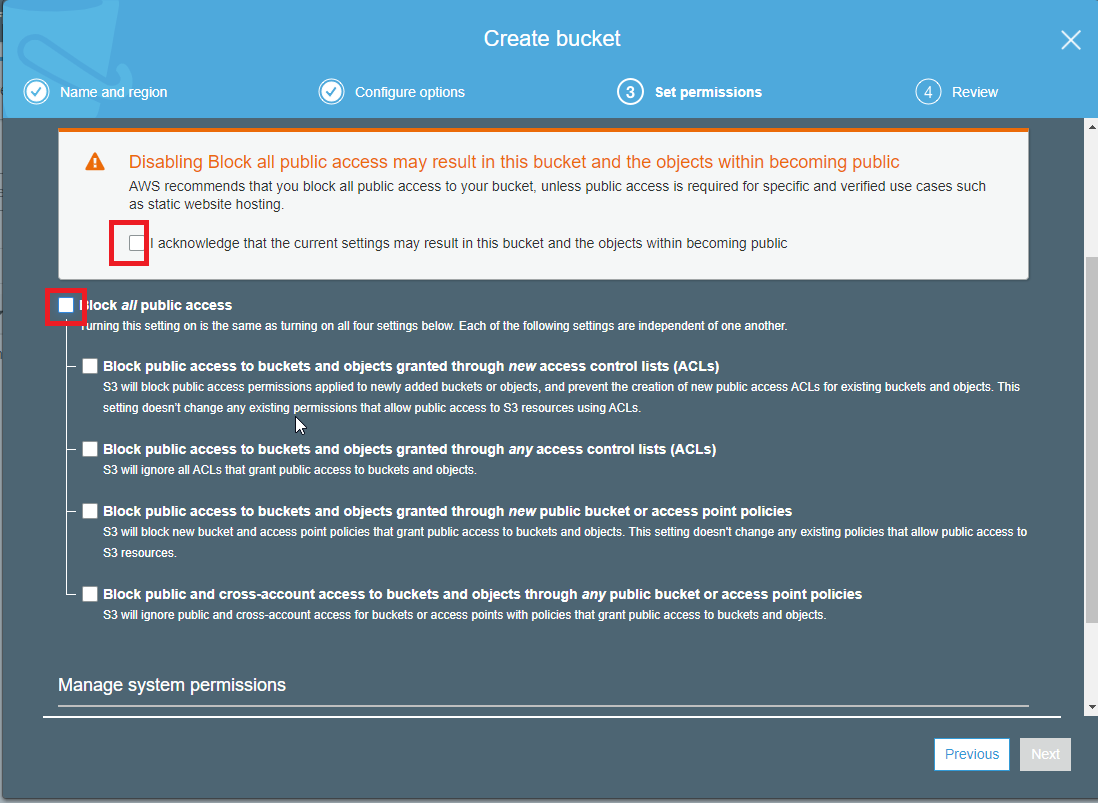 Create bucket
Name and region
Configure options
3 Set permissions
4 Review
Disabling Block all public access may result in this bucket and the objects within becoming public
AWS recommends that you block all public access to your bucket, unless public access is required for specific and verified use cases such
as static website hosting.
I acknowledge that the current settings may result in this bucket and the objects within becoming public
Block all public access
Turning this setting on is the same as turning on all four settings below. Each of the following settings are independent of one another.
Block public access to buckets and objects granted through new access control lists (ACLs)
S3 will block public access permissions applied to newly added buckets or objects, and prevent the creation of new public access ACLs for existing buckets and objects. This
setting doesn't change any existing permissions that allow public access to S3 resources using ACLs.
Block public access to buckets and objects granted through any access control lists (ACLs)
S3 will ignore all ACLs that grant public access to buckets and objects.
Block public access to buckets and objects granted through new public bucket or access point policies
S3 will block new bucket and access point policies that grant public access to buckets and objects. This setting doesn't change any existing policies that allow public access to
S3 resources.
Block public and cross-account access to buckets and objects through any public bucket or access point policies
S3 will ignore public and cross-account access for buckets or access points with policies that grant public access to buckets and objects.
Manage system permissions
Previous
Next